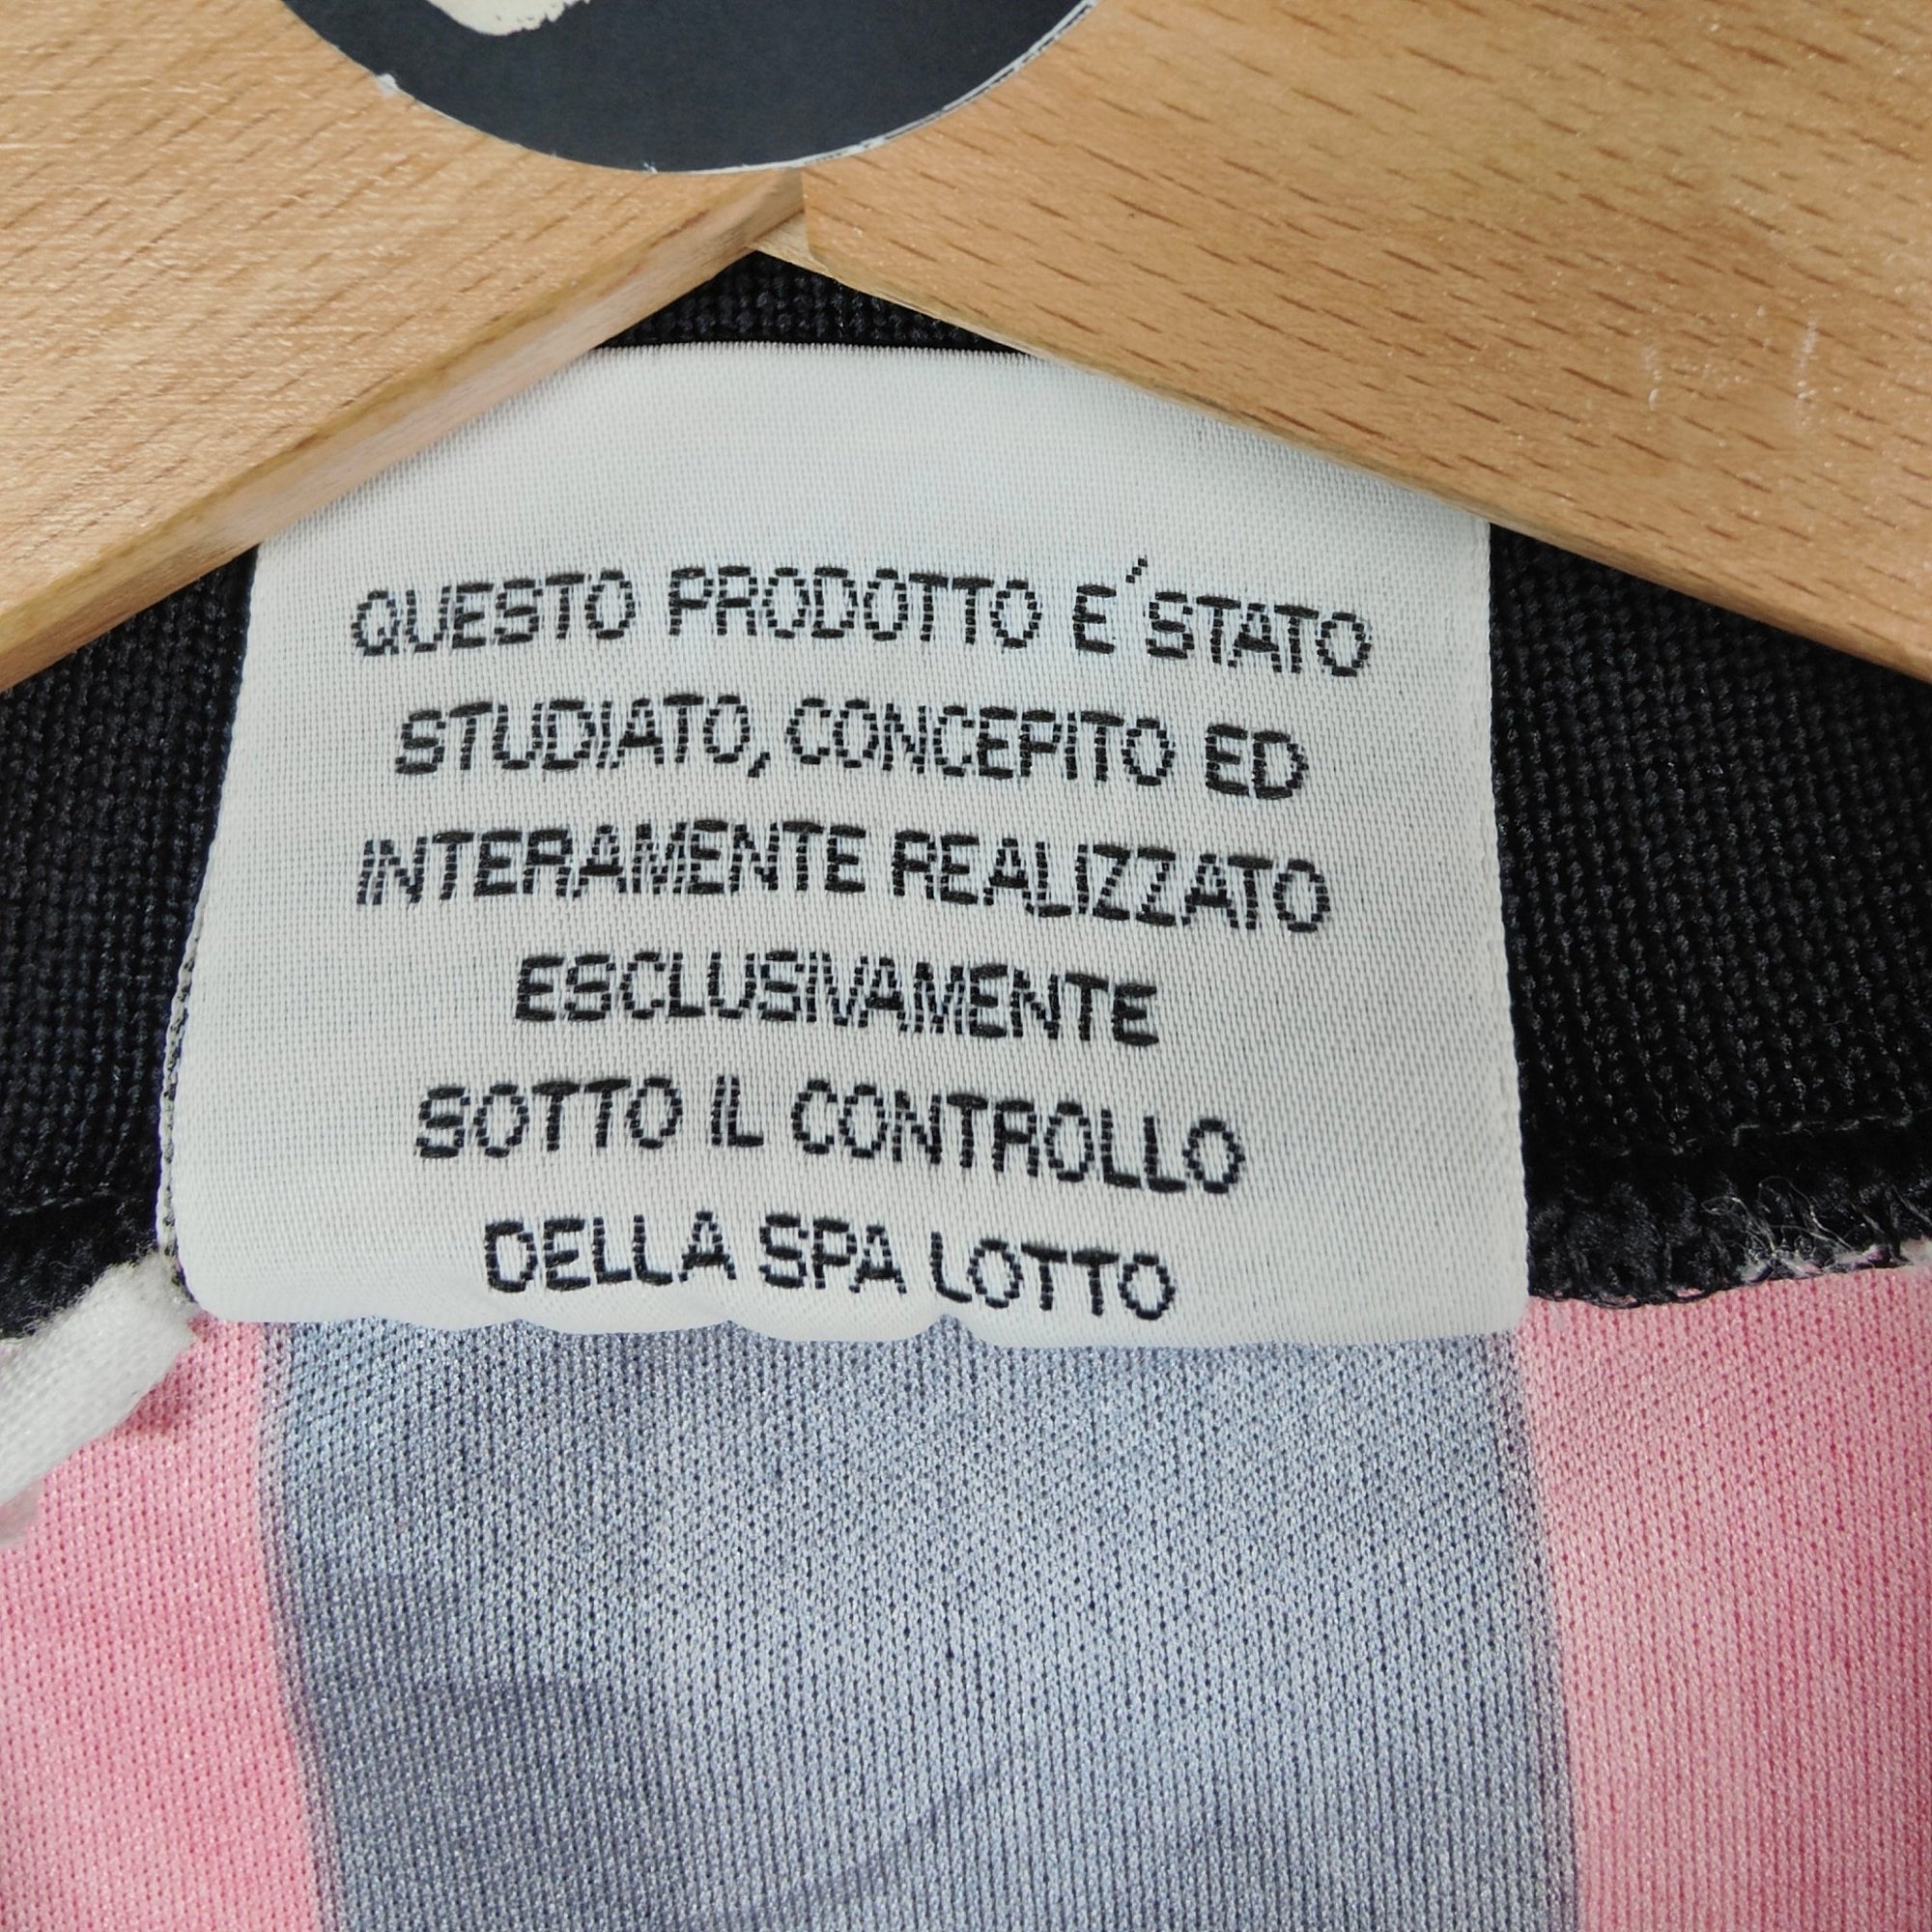 QUESTO PRODOTTO E´ STATO
STUDIATO, CONCEPITO ED
INTERAMENTE REALIZZATO
ESCLUSIVAMENTE
SOTTO IL CONTROLLO
DELLA SPA LOTTO